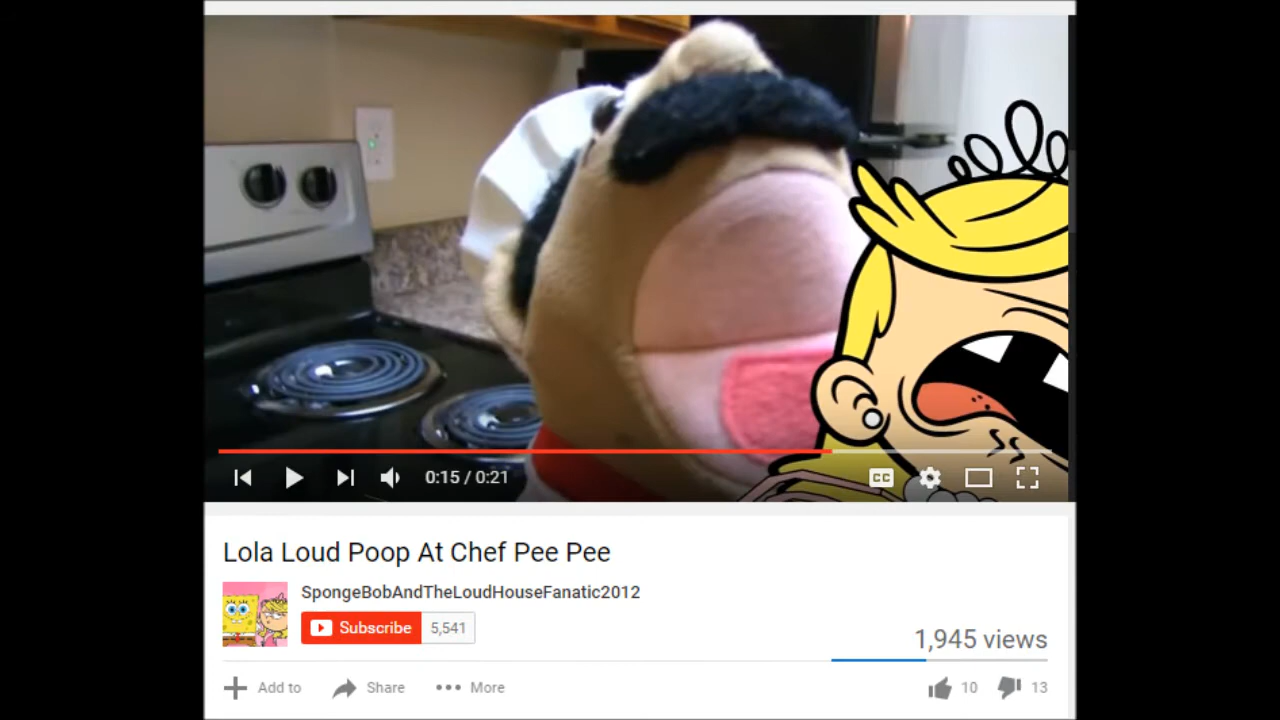 0:15 / 0:21
CC
Lola Loud Poop At Chef Pee Pee
SpongeBobAndTheLoudHouseFanatic2012
Subscribe 5,541
1,945 views
Add to Share More 10 13